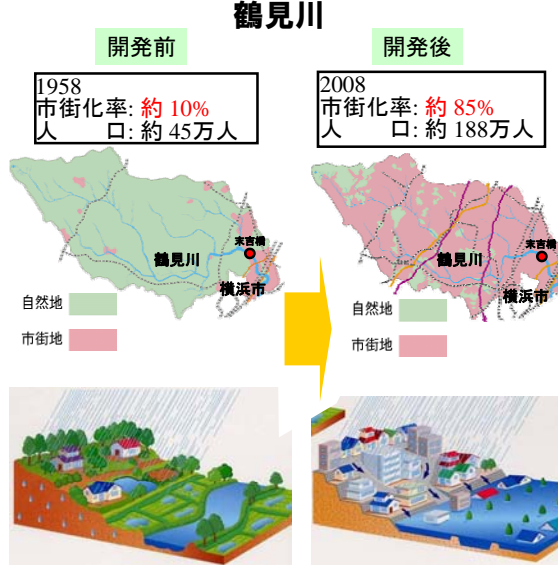 鶴見川
開発前
開発後
1958
市街化率: 約 10%
人　　口: 約 45万人
2008
市街化率: 約 85%
人　　口: 約 188万人
末吉橋
鶴見川
横浜市
自然地
市街地
末吉橋
鶴見川
横浜市
自然地
市街地